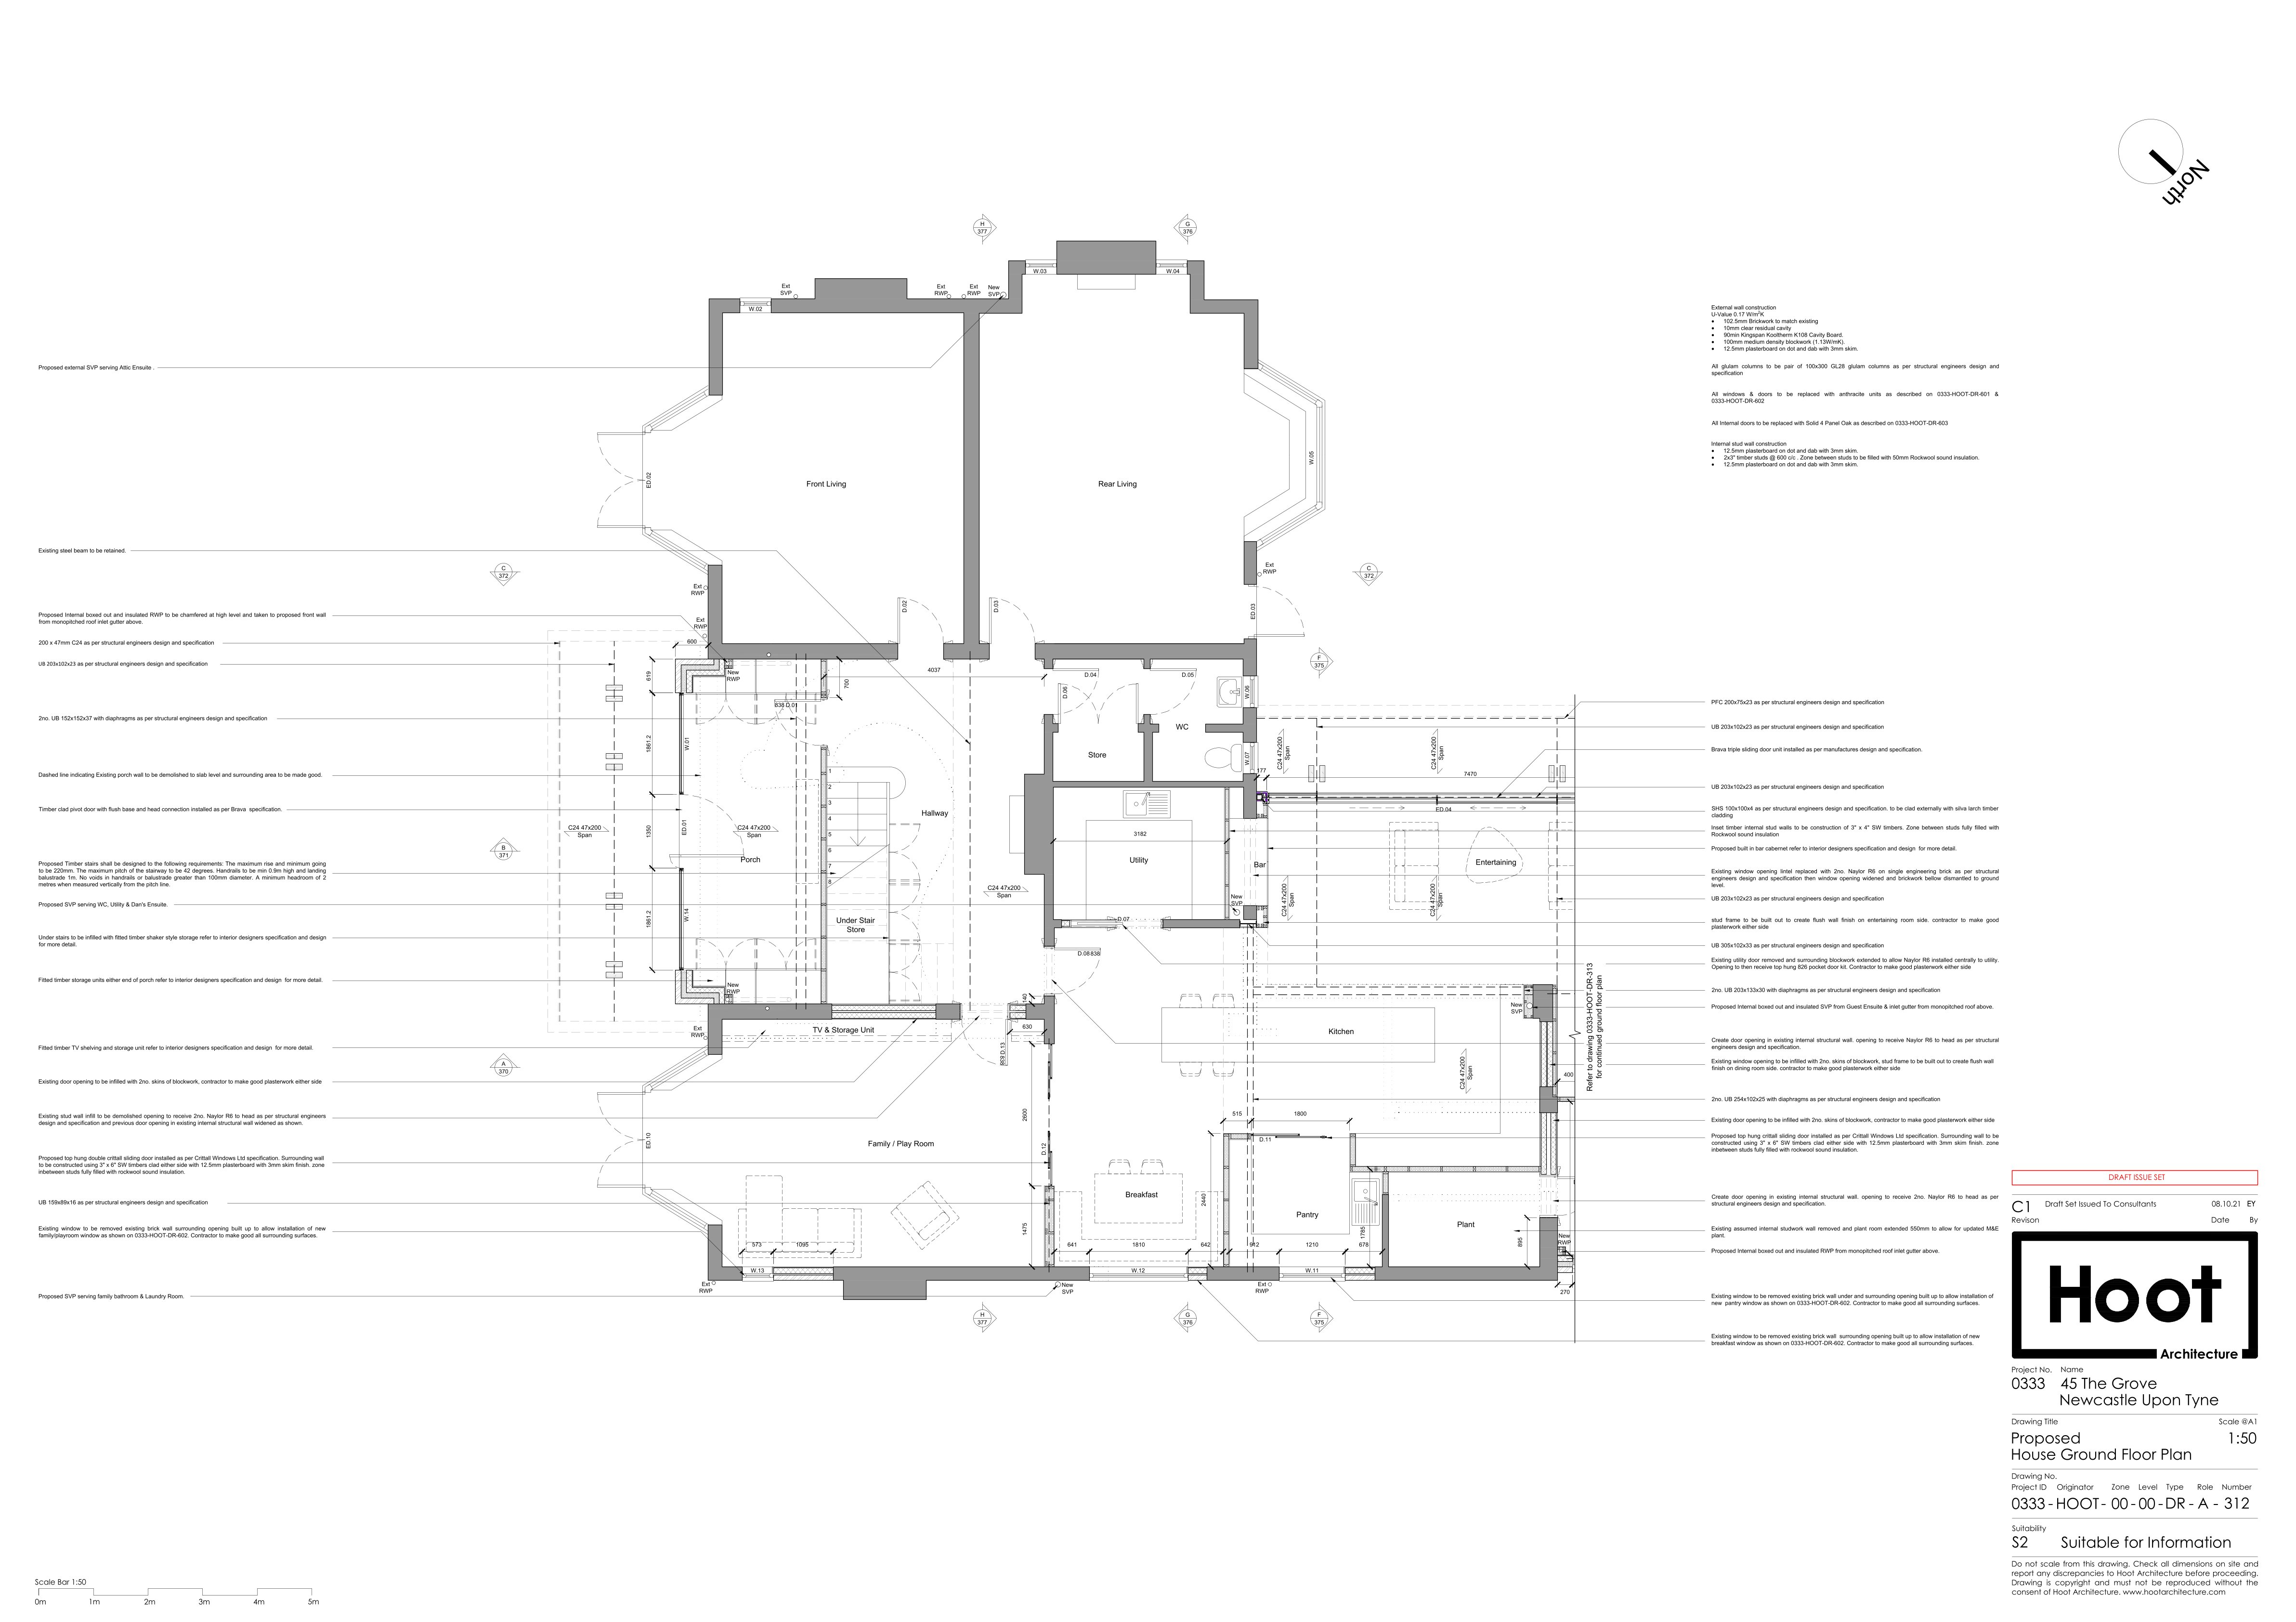 North
H
377
G
376
W.03
W.04
Ext
SVP
Ext
RWP
Ext
RWP
New
SVP
W.02
External wall construction
U-Value 0.17 W/m²K
• 102.5mm Brickwork to match existing
• 10mm clear residual cavity
• 90min Kingspan Kooltherm K108 Cavity Board.
• 100mm medium density blockwork (1.13W/mK).
• 12.5mm plasterboard on dot and dab with 3mm skim.
All glulam columns to be pair of 100x300 GL28 glulam columns as per structural engineers design and
specification
All windows & doors to be replaced with anthracite units as described on 0333-HOOT-DR-601 &
0333-HOOT-DR-602
All Internal doors to be replaced with Solid 4 Panel Oak as described on 0333-HOOT-DR-603
Internal stud wall construction
• 12.5mm plasterboard on dot and dab with 3mm skim.
• 2x3" timber studs @ 600 c/c . Zone between studs to be filled with 50mm Rockwool sound insulation.
• 12.5mm plasterboard on dot and dab with 3mm skim.
Proposed external SVP serving Attic Ensuite .
Existing steel beam to be retained.
Proposed Internal boxed out and insulated RWP to be chamfered at high level and taken to proposed front wall
from monopitched roof inlet gutter above.
200 x 47mm C24 as per structural engineers design and specification
UB 203x102x23 as per structural engineers design and specification
2no. UB 152x152x37 with diaphragms as per structural engineers design and specification
Dashed line indicating Existing porch wall to be demolished to slab level and surrounding area to be made good.
Timber clad pivot door with flush base and head connection installed as per Brava specification.
Proposed Timber stairs shall be designed to the following requirements: The maximum rise and minimum going
to be 220mm. The maximum pitch of the stairway to be 42 degrees. Handrails to be min 0.9m high and landing
balustrade 1m. No voids in handrails or balustrade greater than 100mm diameter. A minimum headroom of 2
metres when measured vertically from the pitch line.
Proposed SVP serving WC, Utility & Dan's Ensuite.
Under stairs to be infilled with fitted timber shaker style storage refer to interior designers specification and design
for more detail.
Fitted timber storage units either end of porch refer to interior designers specification and design for more detail.
Fitted timber TV shelving and storage unit refer to interior designers specification and design for more detail.
Existing door opening to be infilled with 2no. skins of blockwork, contractor to make good plasterwork either side
Existing stud wall infill to be demolished opening to receive 2no. Naylor R6 to head as per structural engineers
design and specification and previous door opening in existing internal structural wall widened as shown.
Proposed top hung double crittall sliding door installed as per Crittall Windows Ltd specification. Surrounding wall
to be constructed using 3" x 6" SW timbers clad either side with 12.5mm plasterboard with 3mm skim finish. zone
inbetween studs fully filled with rockwool sound insulation.
UB 159x89x16 as per structural engineers design and specification
Existing window to be removed existing brick wall surrounding opening built up to allow installation of new
family/playroom window as shown on 0333-HOOT-DR-602. Contractor to make good all surrounding surfaces.
Proposed SVP serving family bathroom & Laundry Room.
ED.02
Front Living
Rear Living
W.05
C
372
C
372
Ext
RWP
Ext
RWP
Ext
RWP
D.02
D.03
ED.03
F
375
600
619
New
RWP
700
4037
D.04
D.05
D.06
W.06
838 D.01
WC
Store
W.07
1861.2
W.01
1
2
3
4
5
6
7
8
Hallway
1350
ED.01
C24 47x200
Span
C24 47x200
Span
Porch
B
371
C24 47x200
Span
1861.2
W.14
Under Stair
Store
New
RWP
3182
Utility
Bar
New
SVP
D.07
D.08 838
C24 47x200
Span
C24 47x200
Span
177
7470
ED.04
Entertaining
C24 47x200
Span
C24 47x200
Span
140
Ext
RWP
TV & Storage Unit
630
838 D.13
Kitchen
New
SVP
C24 47x200
Span
400
A
370
ED.10
Family / Play Room
2600
D.12
1475
515
1800
D.11
Breakfast
2440
Pantry
1785
Plant
895
New
RWP
573
1095
641
1810
642
912
1210
678
W.13
W.12
W.11
Ext
RWP
New
SVP
Ext
RWP
270
H
377
G
376
F
375
Refer to drawing 0333-HOOT-DR-313
for continued ground floor plan
PFC 200x75x23 as per structural engineers design and specification
UB 203x102x23 as per structural engineers design and specification
Brava triple sliding door unit installed as per manufactures design and specification.
UB 203x102x23 as per structural engineers design and specification
SHS 100x100x4 as per structural engineers design and specification. to be clad externally with silva larch timber
cladding
Inset timber internal stud walls to be construction of 3" x 4" SW timbers. Zone between studs fully filled with
Rockwool sound insulation
Proposed built in bar cabernet refer to interior designers specification and design for more detail.
Existing window opening lintel replaced with 2no. Naylor R6 on single engineering brick as per structural
engineers design and specification then window opening widened and brickwork bellow dismantled to ground
level.
UB 203x102x23 as per structural engineers design and specification
stud frame to be built out to create flush wall finish on entertaining room side. contractor to make good
plasterwork either side
UB 305x102x33 as per structural engineers design and specification
Existing utility door removed and surrounding blockwork extended to allow Naylor R6 installed centrally to utility.
Opening to then receive top hung 826 pocket door kit. Contractor to make good plasterwork either side
2no. UB 203x133x30 with diaphragms as per structural engineers design and specification
Proposed Internal boxed out and insulated SVP from Guest Ensuite & inlet gutter from monopitched roof above.
Create door opening in existing internal structural wall. opening to receive Naylor R6 to head as per structural
engineers design and specification.
Existing window opening to be infilled with 2no. skins of blockwork, stud frame to be built out to create flush wall
finish on dining room side. contractor to make good plasterwork either side
2no. UB 254x102x25 with diaphragms as per structural engineers design and specification
Existing door opening to be infilled with 2no. skins of blockwork, contractor to make good plasterwork either side
Proposed top hung crittall sliding door installed as per Crittall Windows Ltd specification. Surrounding wall to be
constructed using 3" x 6" SW timbers clad either side with 12.5mm plasterboard with 3mm skim finish. zone
inbetween studs fully filled with rockwool sound insulation.
Create door opening in existing internal structural wall. opening to receive 2no. Naylor R6 to head as per
structural engineers design and specification.
Existing assumed internal studwork wall removed and plant room extended 550mm to allow for updated M&E
plant.
Proposed Internal boxed out and insulated RWP from monopitched roof inlet gutter above.
Existing window to be removed existing brick wall under and surrounding opening built up to allow installation of
new pantry window as shown on 0333-HOOT-DR-602. Contractor to make good all surrounding surfaces.
Existing window to be removed existing brick wall surrounding opening built up to allow installation of new
breakfast window as shown on 0333-HOOT-DR-602. Contractor to make good all surrounding surfaces.
DRAFT ISSUE SET
C1 Draft Set Issued To Consultants 08.10.21 EY
Revison Date By
Hoot
Architecture
Project No. Name
0333 45 The Grove
Newcastle Upon Tyne
Drawing Title Scale @A1
Proposed 1:50
House Ground Floor Plan
Drawing No.
Project ID Originator Zone Level Type Role Number
0333 - HOOT - 00 - 00 - DR - A - 312
Suitability
S2 Suitable for Information
Do not scale from this drawing. Check all dimensions on site and
report any discrepancies to Hoot Architecture before proceeding.
Drawing is copyright and must not be reproduced without the
consent of Hoot Architecture. www.hootarchitecture.com
Scale Bar 1:50
0m 1m 2m 3m 4m 5m